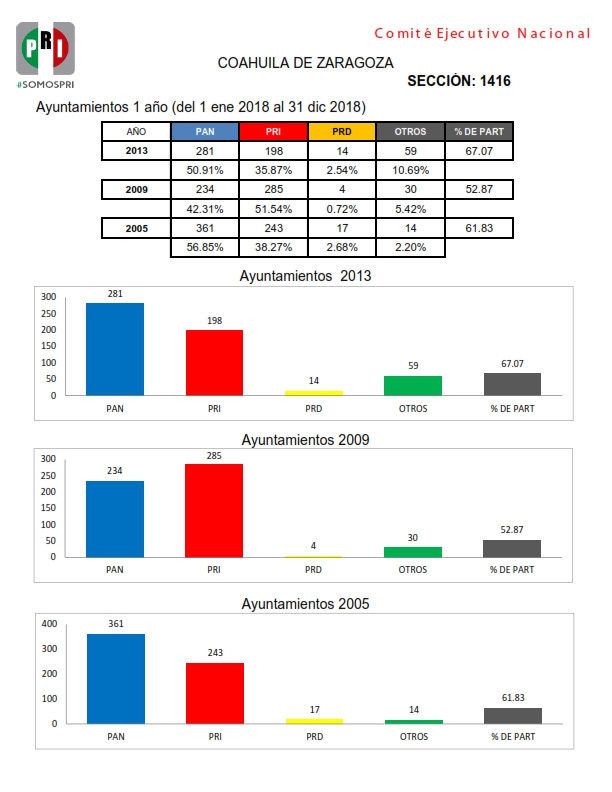 Comité Ejecutivo Nacional
PRI
#SOMOSPRI
COAHUILA DE ZARAGOZA
SECCIÓN: 1416
Ayuntamientos 1 año (del 1 ene 2018 al 31 dic 2018)
AÑO PAN PRI PRD OTROS % DE PART
2013 281 198 14 59 67.07
50.91% 35.87% 2.54% 10.69%
2009 234 285 4 30 52.87
42.31% 51.54% 0.72% 5.42%
2005 361 243 17 14 61.83
56.85% 38.27% 2.68% 2.20%
Ayuntamientos 2013
300
250
200
150
100
50
0
281 198 14 59 67.07
PAN PRI PRD OTROS % DE PART
Ayuntamientos 2009
300
250
200
150
100
50
0
234 285 4 30 52.87
PAN PRI PRD OTROS % DE PART
Ayuntamientos 2005
400
300
200
100
0
361 243 17 14 61.83
PAN PRI PRD OTROS % DE PART